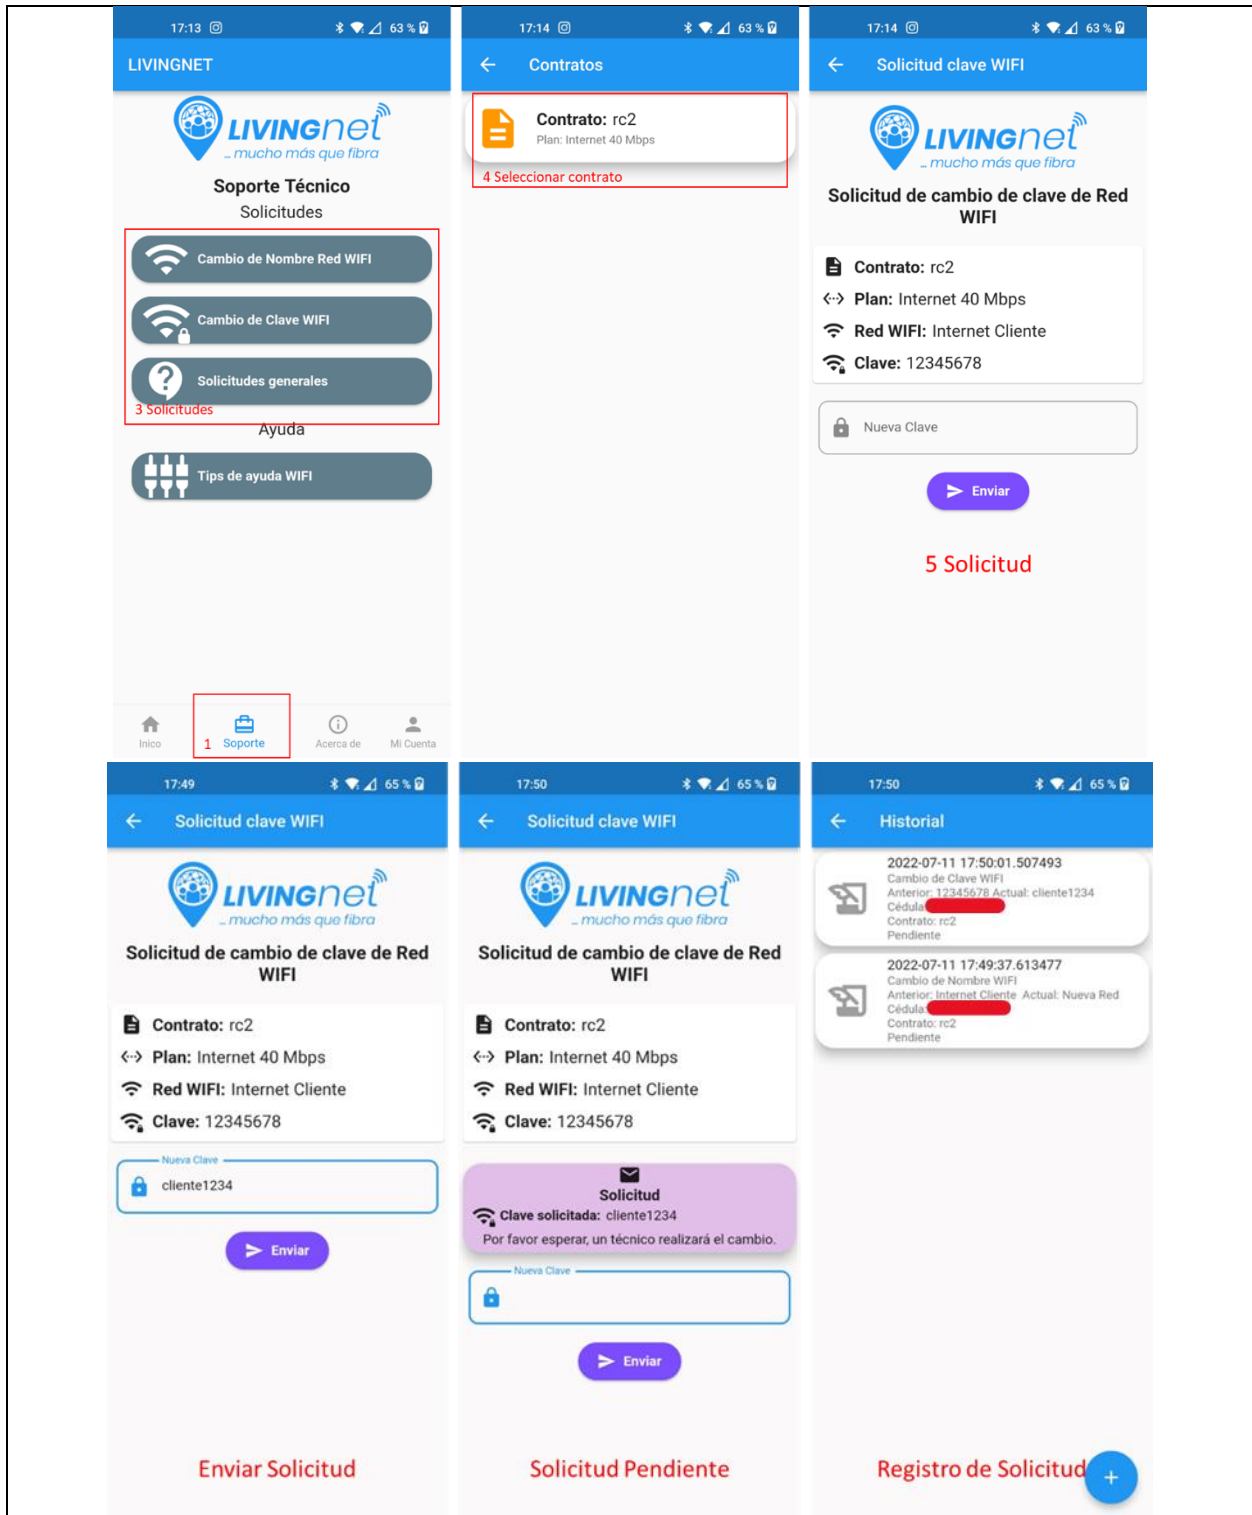 17:13 63 %
LIVINGNET
LIVINGnet
... mucho más que fibra
Soporte Técnico
Solicitudes
Cambio de Nombre Red WIFI
Cambio de Clave WIFI
Solicitudes generales
3 Solicitudes
Ayuda
Tips de ayuda WIFI
Inico
1 Soporte
Acerca de
Mi Cuenta
17:14 63 %
Contratos
Contrato: rc2
Plan: Internet 40 Mbps
4 Seleccionar contrato
17:14 63 %
Solicitud clave WIFI
LIVINGnet
... mucho más que fibra
Solicitud de cambio de clave de Red
WIFI
Contrato: rc2
Plan: Internet 40 Mbps
Red WIFI: Internet Cliente
Clave: 12345678
Nueva Clave
Enviar
5 Solicitud
17:49 65 %
Solicitud clave WIFI
LIVINGnet
... mucho más que fibra
Solicitud de cambio de clave de Red
WIFI
Contrato: rc2
Plan: Internet 40 Mbps
Red WIFI: Internet Cliente
Clave: 12345678
Nueva Clave
cliente1234
Enviar
Enviar Solicitud
17:50 65 %
Solicitud clave WIFI
LIVINGnet
... mucho más que fibra
Solicitud de cambio de clave de Red
WIFI
Contrato: rc2
Plan: Internet 40 Mbps
Red WIFI: Internet Cliente
Clave: 12345678
Solicitud
Clave solicitada: cliente1234
Por favor esperar, un técnico realizará el cambio.
Nueva Clave
Enviar
Solicitud Pendiente
17:50 65 %
Historial
2022-07-11 17:50:01.507493
Cambio de Clave WIFI
Anterior: 12345678 Actual: cliente1234
Cédula:
Contrato: rc2
Pendiente
2022-07-11 17:49:37.613477
Cambio de Nombre WIFI
Anterior: Internet Cliente Actual: Nueva Red
Cédula:
Contrato: rc2
Pendiente
Registro de Solicitud
+